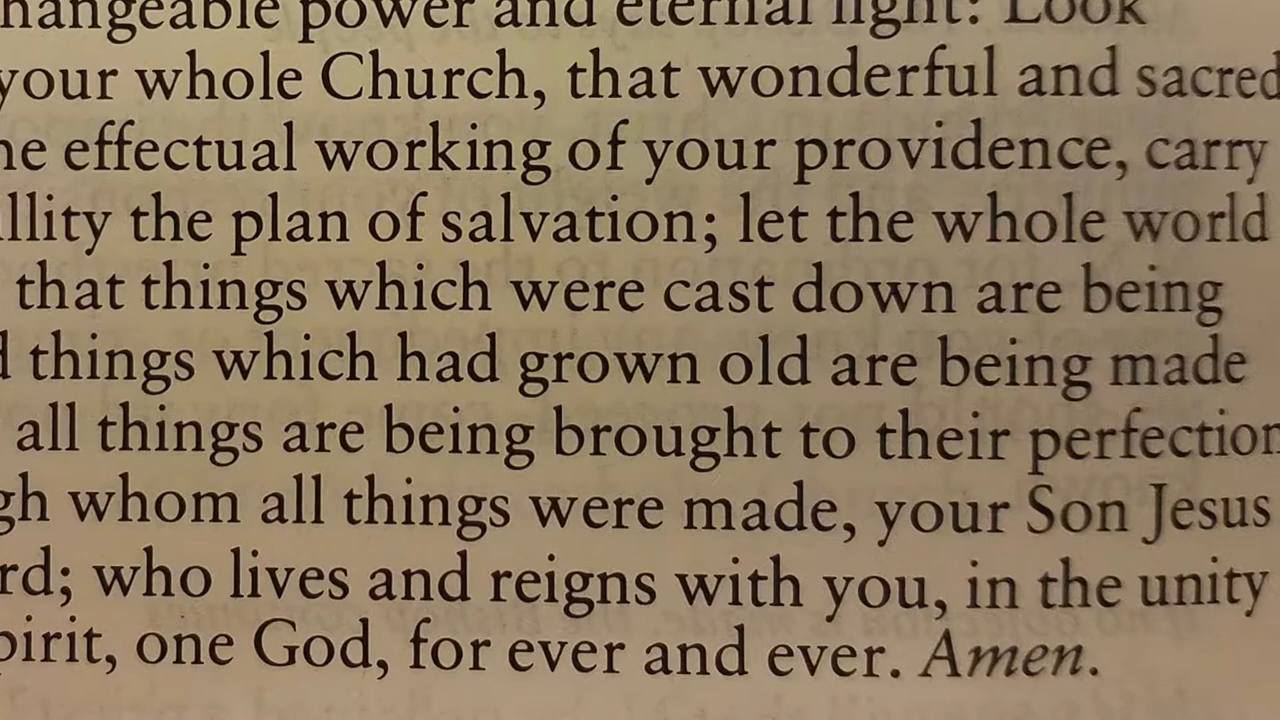 hangeable power and eternal light: Look
your whole Church, that wonderful and sacred
he effectual working of your providence, carry
llity the plan of salvation; let the whole world
that things which were cast down are being
d things which had grown old are being made
all things are being brought to their perfection
gh whom all things were made, your Son Jesus
rd; who lives and reigns with you, in the unity
pirit, one God, for ever and ever. Amen.